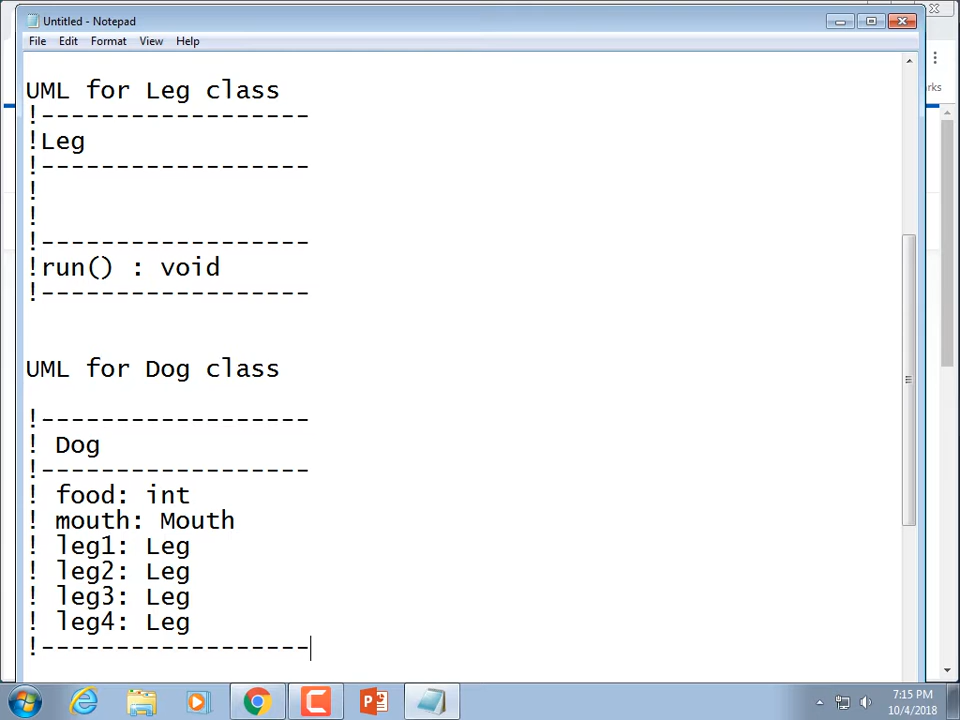 Untitled - Notepad
File Edit Format View Help
rks
UML for Leg class
!------------------
!Leg
!------------------
!
!
!------------------
!run() : void
!------------------
UML for Dog class
!------------------
! Dog
!------------------
! food: int
! mouth: Mouth
! leg1: Leg
! leg2: Leg
! leg3: Leg
! leg4: Leg
!------------------
7:15 PM
10/4/2018